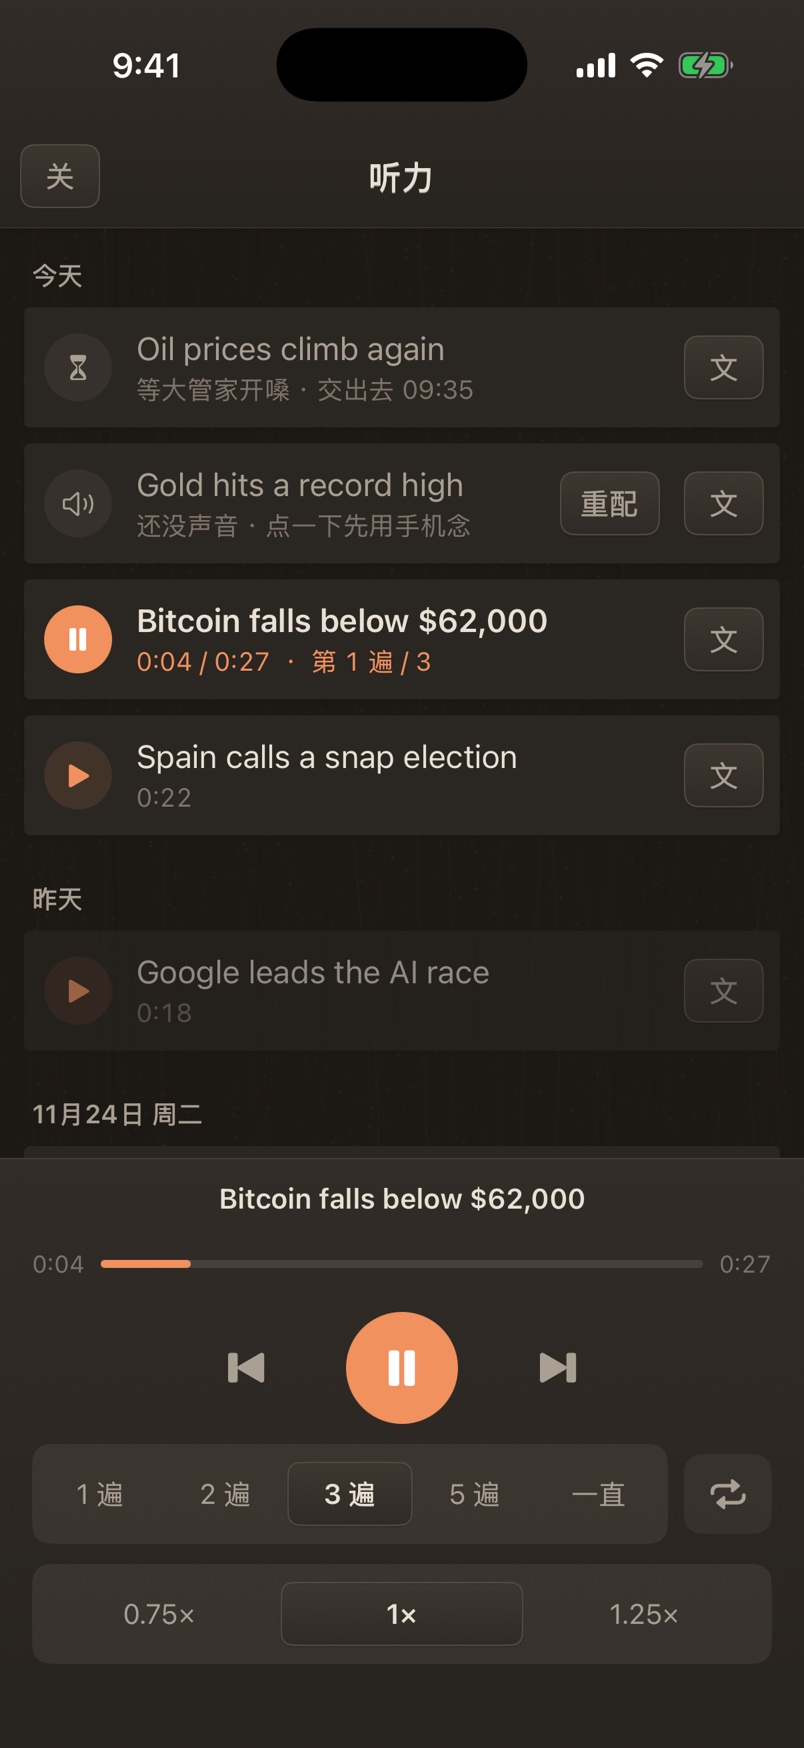 9:41
关
听力
今天
Oil prices climb again
等大管家开嗓 · 交出去 09:35
文
Gold hits a record high
还没声音 · 点一下先用手机念
重配
文
Bitcoin falls below $62,000
0:04 / 0:27 · 第 1 遍 / 3
文
Spain calls a snap election
0:22
文
昨天
Google leads the AI race
0:18
文
11月24日 周二
Bitcoin falls below $62,000
0:04
0:27
1 遍
2 遍
3 遍
5 遍
一直
0.75×
1×
1.25×